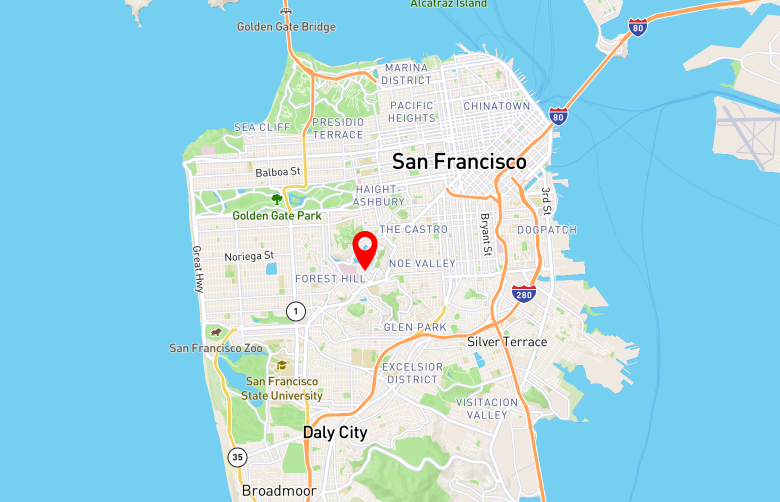 Alcatraz Island
Golden Gate Bridge
80
MARINA
DISTRICT
PACIFIC
HEIGHTS
CHINATOWN
80
SEA CLIFF
PRESIDIO
TERRACE
San Francisco
Balboa St
HAIGHT-
ASHBURY
3rd St
Golden Gate Park
THE CASTRO
Bryant St
DOGPATCH
Great Hwy
Noriega St
NOE VALLEY
FOREST HILL
280
1
GLEN PARK
Silver Terrace
San Francisco Zoo
EXCELSIOR
DISTRICT
San Francisco
State University
VISITACION
VALLEY
Daly City
35
Broadmoor